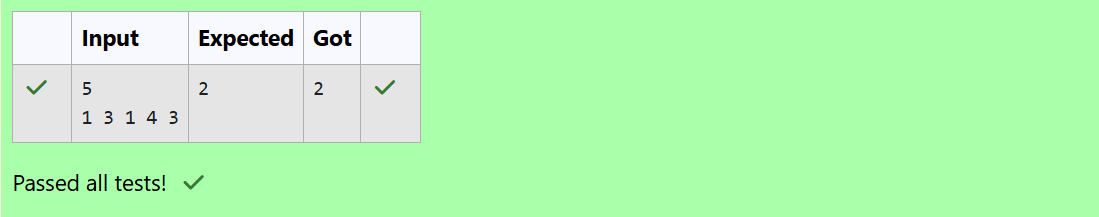 Input Expected Got
5 2 2
1 3 1 4 3
Passed all tests!